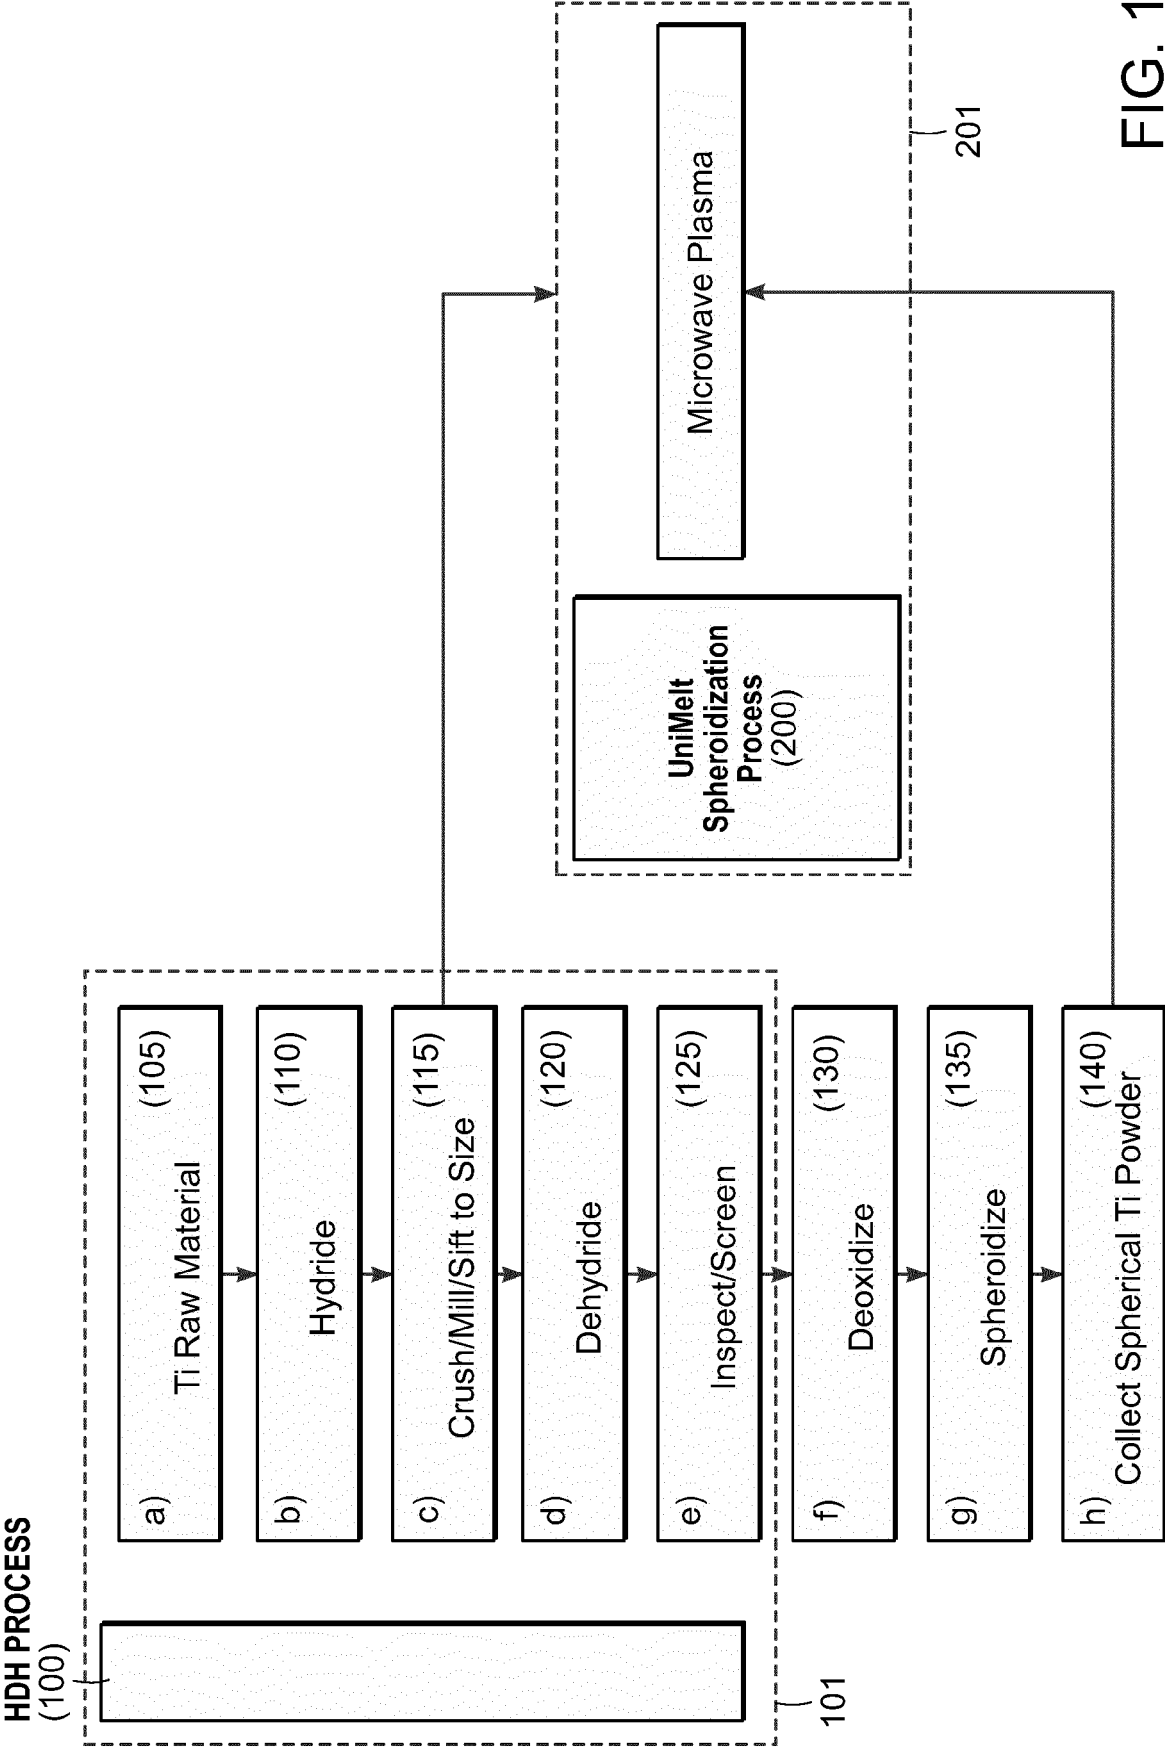 HDH PROCESS
(100)
101
a)
Ti Raw Material
(105)
b)
Hydride
(110)
c)
Crush/Mill/Sift to Size
(115)
d)
Dehydride
(120)
e)
Inspect/Screen
(125)
f)
Deoxidize
(130)
g)
Spheroidize
(135)
h)
Collect Spherical Ti Powder
(140)
UniMelt
Spheroidization
Process
(200)
Microwave Plasma
201
FIG. 1